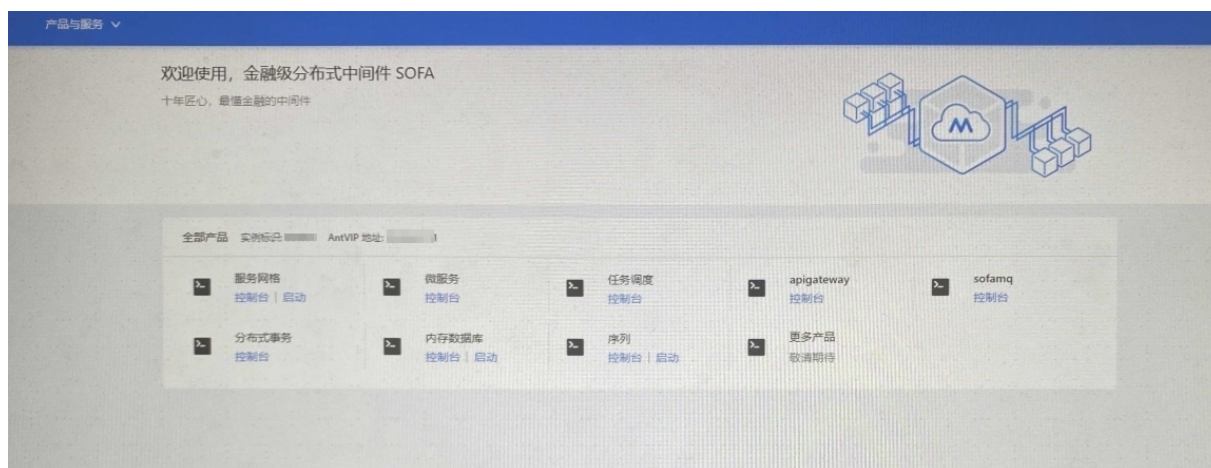 产品与服务
欢迎使用，金融级分布式中间件 SOFA
十年匠心，最懂金融的中间件
全部产品 实例标识: AntVIP 地址:
服务网格 微服务 任务调度 apigateway sofamq
控制台 | 启动 控制台 控制台 控制台 控制台
分布式事务 内存数据库 序列 更多产品
控制台 控制台 | 启动 控制台 | 启动 敬请期待